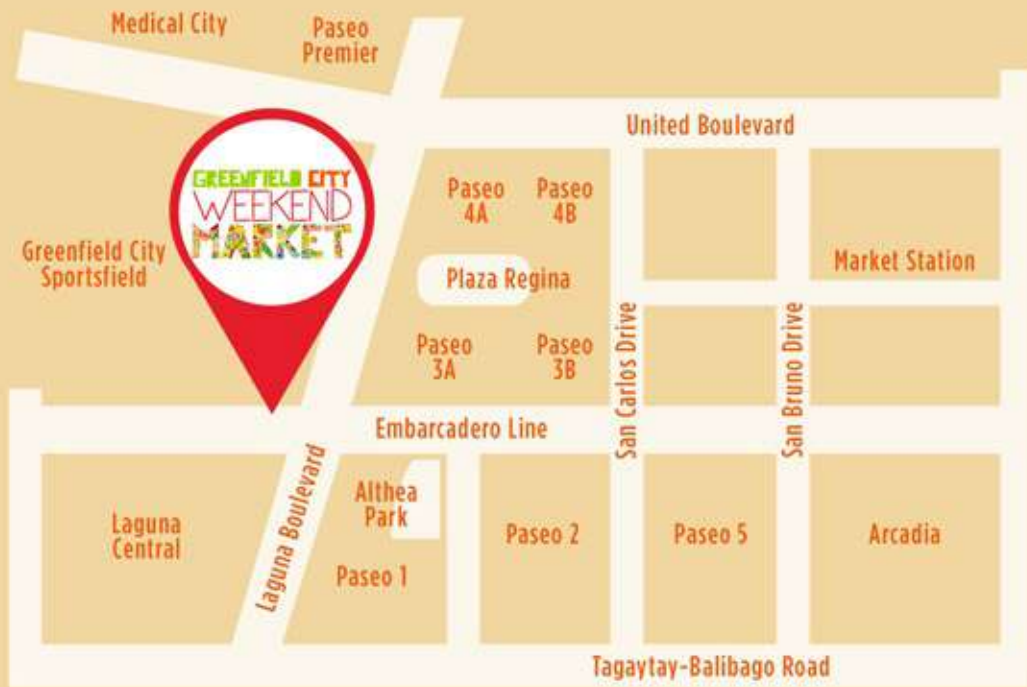 Medical City
Paseo
Premier
United Boulevard
GREENFIELD CITY
WEEKEND
MARKET
Paseo
4A
Paseo
4B
Greenfield City
Sportsfield
Plaza Regina
Market Station
Paseo
3A
Paseo
3B
San Carlos Drive
San Bruno Drive
Embarcadero Line
Laguna Boulevard
Althea
Park
Laguna
Central
Paseo 2
Paseo 5
Arcadia
Paseo 1
Tagaytay-Balibago Road